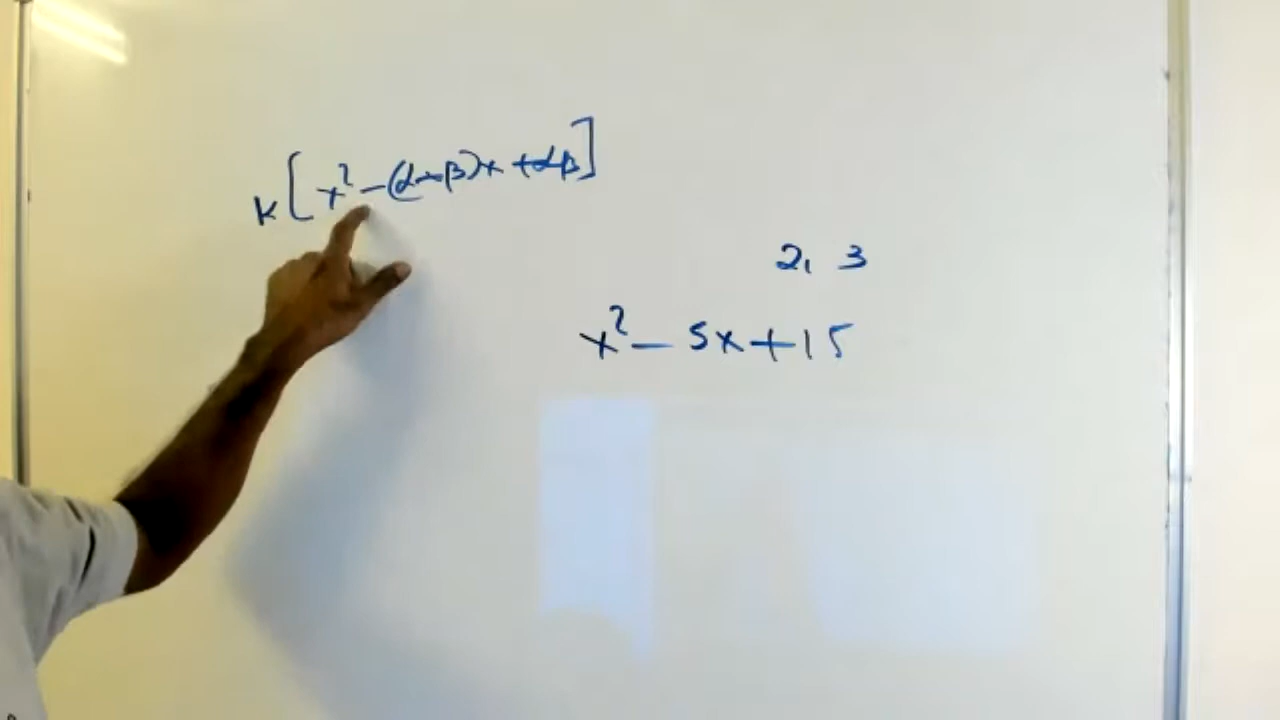 k[x² -(α+β)x +αβ]
2, 3
x² - 5x + 15